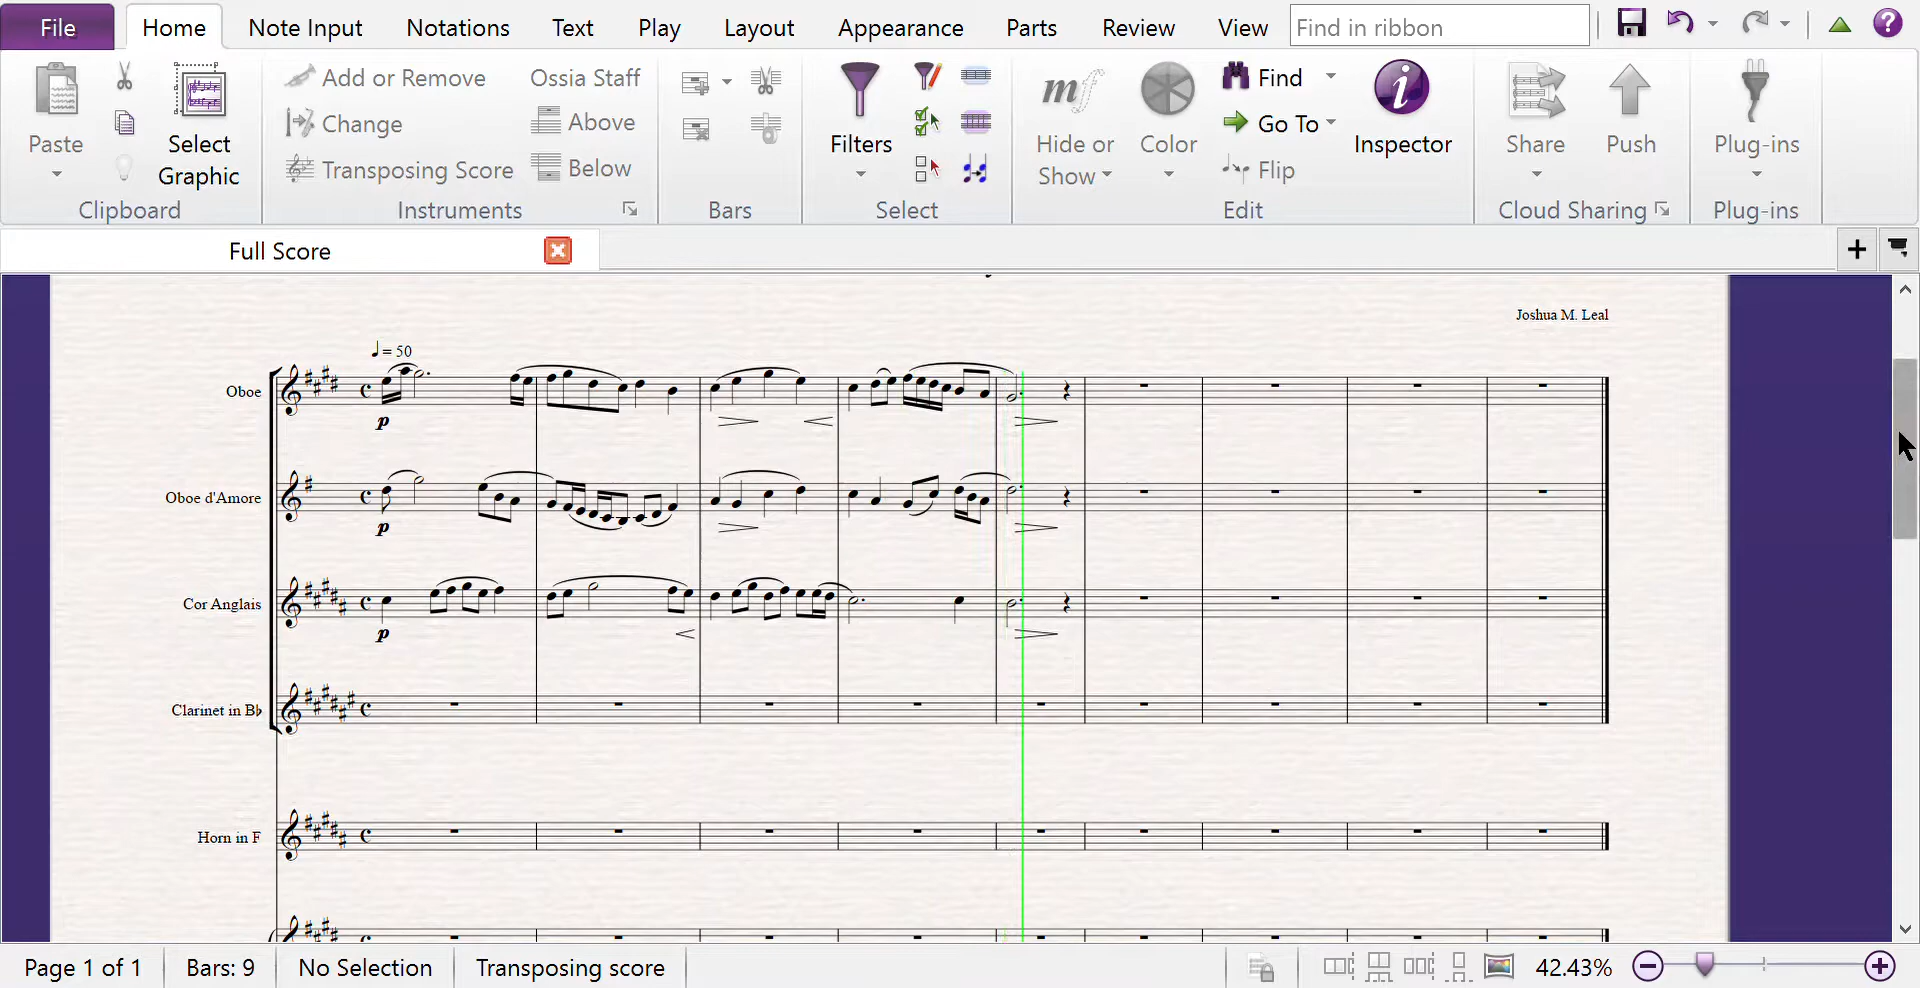 File Home Note Input Notations Text Play Layout Appearance Parts Review View Find in ribbon
Add or Remove Ossia Staff Find
Change Above Go To
Paste Select Graphic Filters Hide or Show Color Inspector Share Push Plug-ins
Transposing Score Below Flip
Clipboard Instruments Bars Select Edit Cloud Sharing Plug-ins
Full Score
Joshua M. Leal
♩= 50
Oboe
p
Oboe d'Amore
p
Cor Anglais
p
Clarinet in B♭
Horn in F
Page 1 of 1 Bars: 9 No Selection Transposing score 42.43%